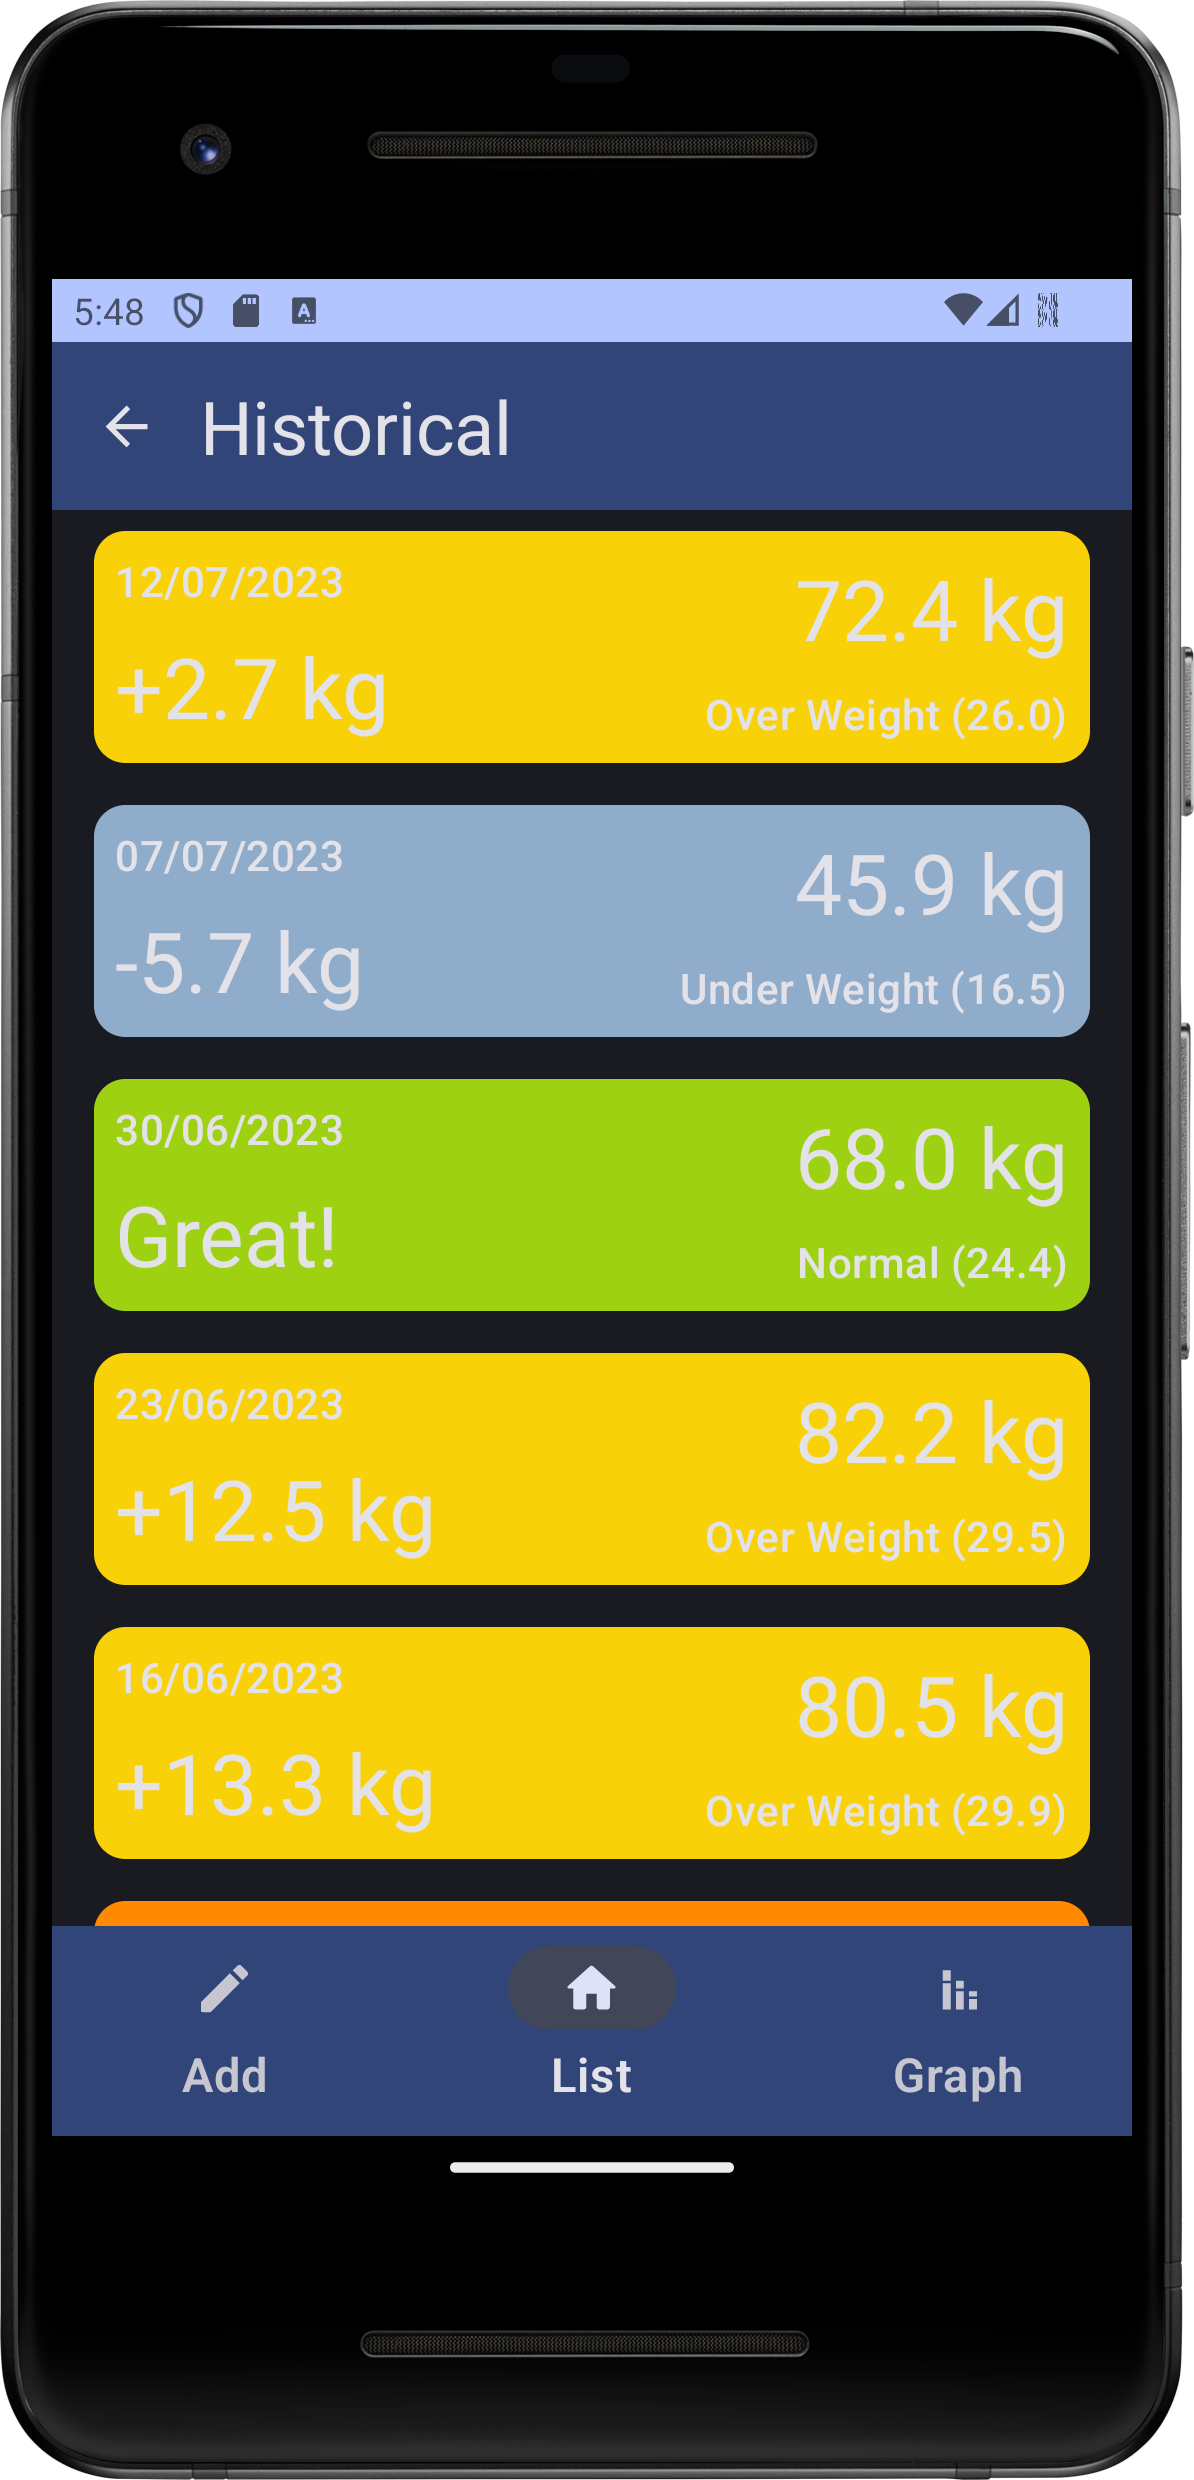 5:48
Historical
12/07/2023
72.4 kg
+2.7 kg
Over Weight (26.0)
07/07/2023
45.9 kg
-5.7 kg
Under Weight (16.5)
30/06/2023
68.0 kg
Great!
Normal (24.4)
23/06/2023
82.2 kg
+12.5 kg
Over Weight (29.5)
16/06/2023
80.5 kg
+13.3 kg
Over Weight (29.9)
Add
List
Graph